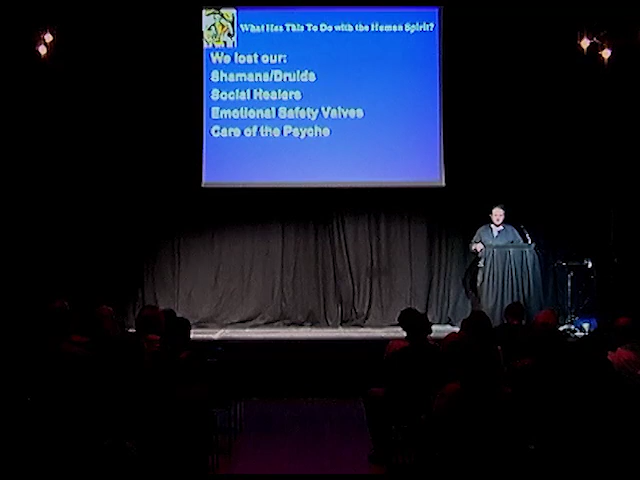 What Has This To Do with the Human Spirit?
We lost our:
Shamans/Druids
Social Healers
Emotional Safety Valves
Care of the Psyche